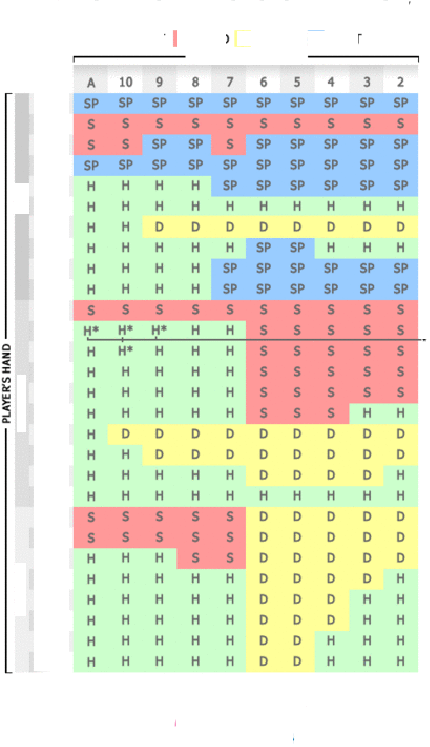 D
A 10 9 8 7 6 5 4 3 2
SP SP SP SP SP SP SP SP SP SP
S S S S S S S S S S
S S SP SP S SP SP SP SP SP
SP SP SP SP SP SP SP SP SP SP
H H H H SP SP SP SP SP SP
H H H H H H H H H H
H H D D D D D D D D
H H H H H SP SP H H H
H H H H SP SP SP SP SP SP
H H H H SP SP SP SP SP SP
S S S S S S S S S S
H* H* H* H H S S S S S
H H* H H H S S S S S
H H H H H S S S S S
H H H H H S S S S S
H H H H H S S S H H
H D D D D D D D D D
H H D D D D D D D D
H H H H H D D D D H
H H H H H H H H H H
S S S S S D D D D D
S S S S S D D D D D
H H H S S D D D D D
H H H H H D D D D H
H H H H H D D D H H
H H H H H D D D H H
H H H H H D D H H H
H H H H H D D H H H
PLAYER'S HAND